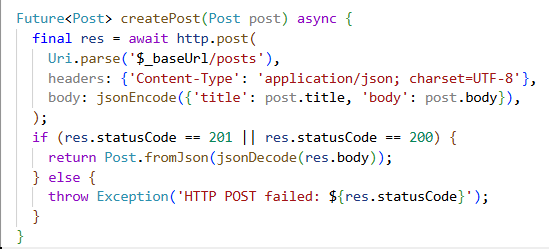 Future<Post> createPost(Post post) async {
  final res = await http.post(
    Uri.parse('$_baseUrl/posts'),
    headers: {'Content-Type': 'application/json; charset=UTF-8'},
    body: jsonEncode({'title': post.title, 'body': post.body}),
  );
  if (res.statusCode == 201 || res.statusCode == 200) {
    return Post.fromJson(jsonDecode(res.body));
  } else {
    throw Exception('HTTP POST failed: ${res.statusCode}');
  }
}